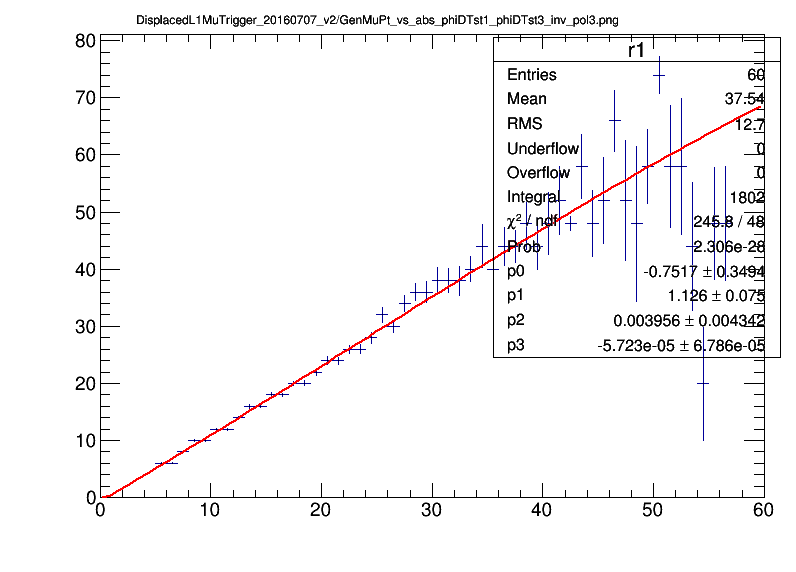 DisplacedL1MuTrigger_20160707_v2/GenMuPt_vs_abs_phiDTst1_phiDTst3_inv_pol3.png
r1
Entries 60
Mean 37.54
RMS 12.7
Underflow 0
Overflow 0
Integral 1802
χ² / ndf 245.8 / 48
Prob 2.306e-28
p0 -0.7517 ± 0.3494
p1 1.126 ± 0.075
p2 0.003956 ± 0.004342
p3 -5.723e-05 ± 6.786e-05
80
70
60
50
40
30
20
10
0
0 10 20 30 40 50 60